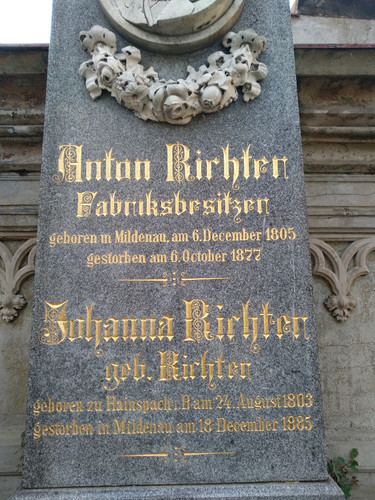 Anton Richter
Fabriksbesitzer
geboren in Mildenau, am 6. December 1805
gestorben am 6. October 1877
Johanna Richter
geb. Richter
geboren zu Hainspach i. B am 24. August 1803
gestorben in Mildenau am 18 December 1885